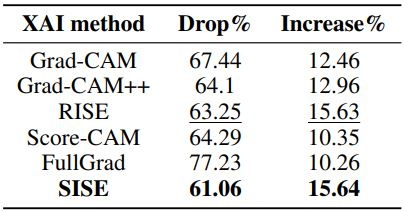 XAI method Drop% Increase%
Grad-CAM 67.44 12.46
Grad-CAM++ 64.1 12.96
RISE 63.25 15.63
Score-CAM 64.29 10.35
FullGrad 77.23 10.26
SISE 61.06 15.64